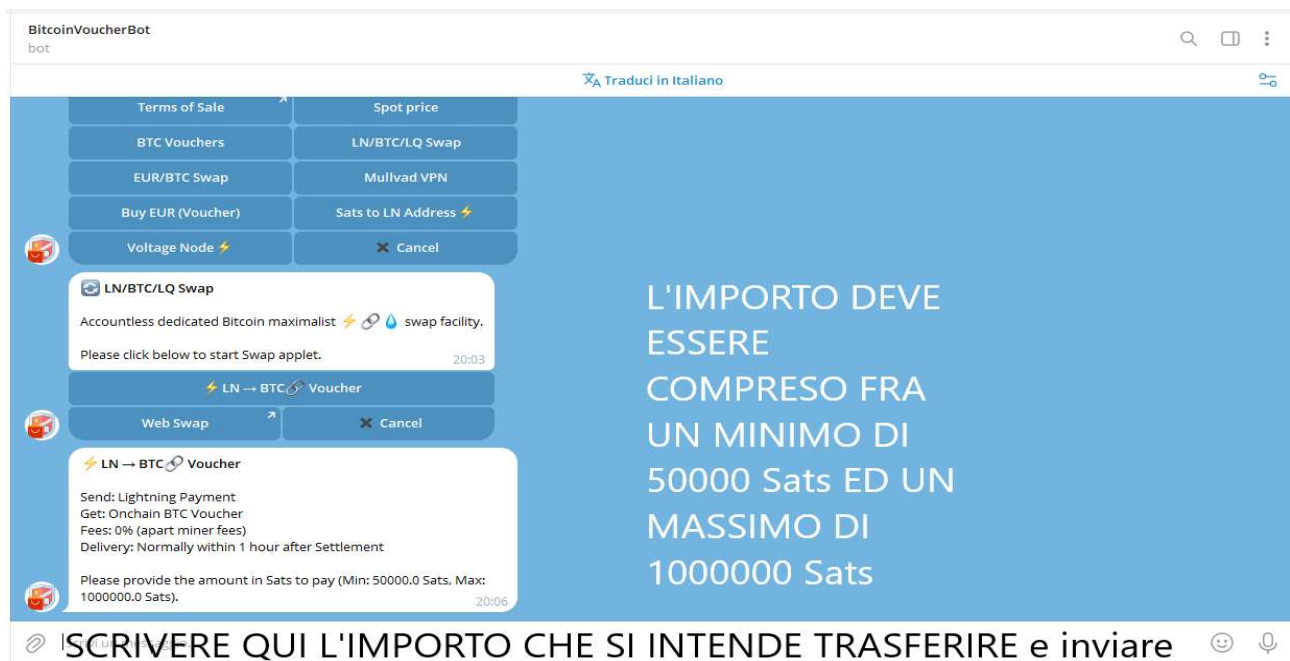 BitcoinVoucherBot
bot
Traduci in Italiano
Terms of Sale
Spot price
BTC Vouchers
LN/BTC/LQ Swap
EUR/BTC Swap
Mullvad VPN
Buy EUR (Voucher)
Sats to LN Address ⚡
Voltage Node ⚡
✖ Cancel
🔄 LN/BTC/LQ Swap
Accountless dedicated Bitcoin maximalist ⚡ 🔗 💧 swap facility.
Please click below to start Swap applet.
20:03
⚡ LN → BTC🔗 Voucher
Web Swap
✖ Cancel
⚡ LN → BTC🔗 Voucher
Send: Lightning Payment
Get: Onchain BTC Voucher
Fees: 0% (apart miner fees)
Delivery: Normally within 1 hour after Settlement
Please provide the amount in Sats to pay (Min: 50000.0 Sats, Max:
1000000.0 Sats).
20:06
L'IMPORTO DEVE
ESSERE
COMPRESO FRA
UN MINIMO DI
50000 Sats ED UN
MASSIMO DI
1000000 Sats
SCRIVERE QUI L'IMPORTO CHE SI INTENDE TRASFERIRE e inviare